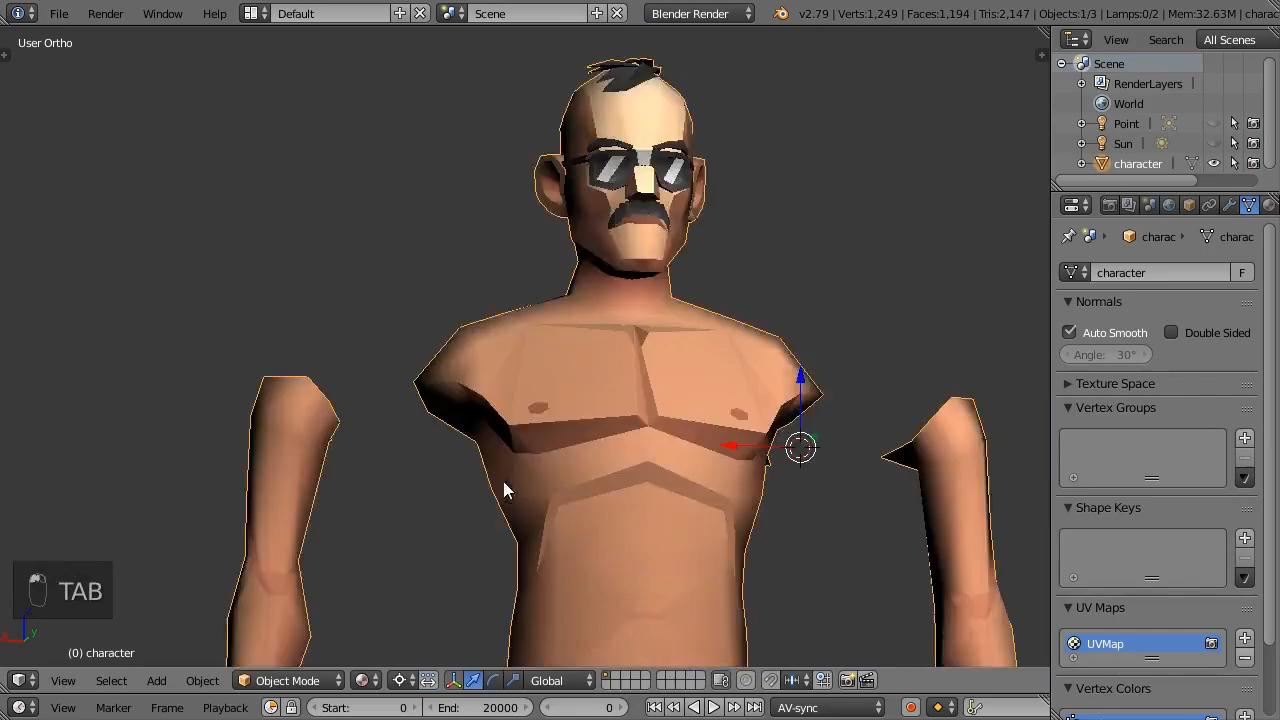 File Render Window Help Default Scene Blender Render v2.79 | Verts:1,249 | Faces:1,194 | Tris:2,147 | Objects:1/3 | Lamps:0/2 | Mem:32.63M | charac
User Ortho
View Search All Scenes
Scene
RenderLayers
World
Point
Sun
character
charac charac
character F
Normals
Auto Smooth Double Sided
Angle: 30°
Texture Space
Vertex Groups
Shape Keys
UV Maps
UVMap
Vertex Colors
TAB
x y
(0) character
View Select Add Object Object Mode Global
View Marker Frame Playback Start: 0 End: 20000 0 AV-sync